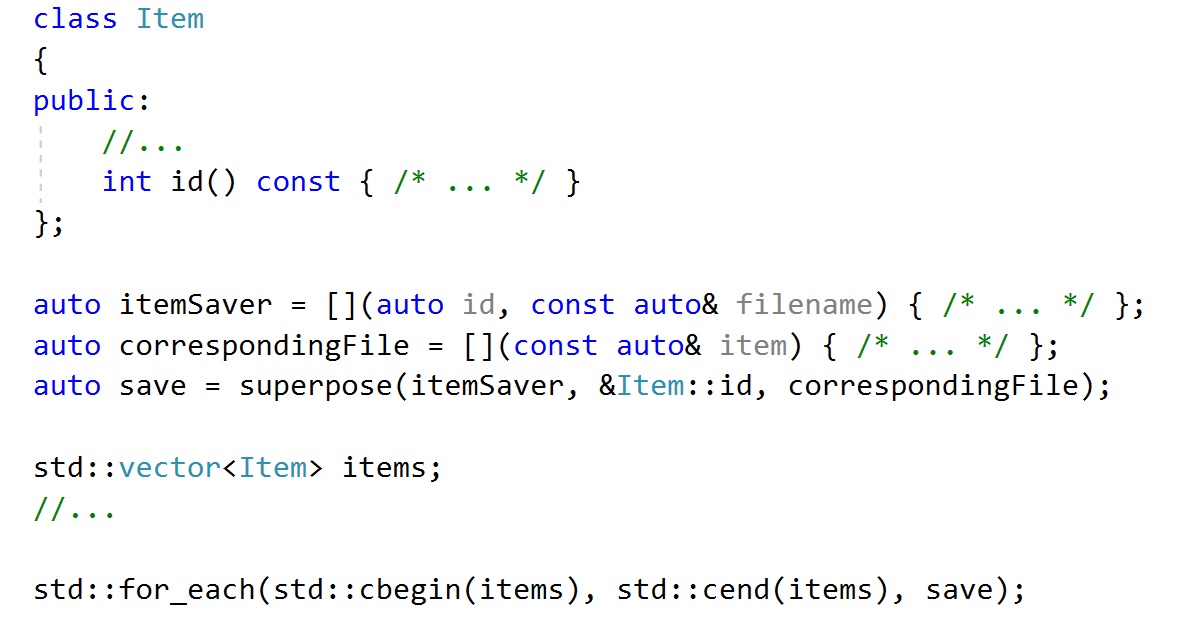 class Item
{
public:
    //...
    int id() const { /* ... */ }
};

auto itemSaver = [](auto id, const auto& filename) { /* ... */ };
auto correspondingFile = [](const auto& item) { /* ... */ };
auto save = superpose(itemSaver, &Item::id, correspondingFile);

std::vector<Item> items;
//...

std::for_each(std::cbegin(items), std::cend(items), save);